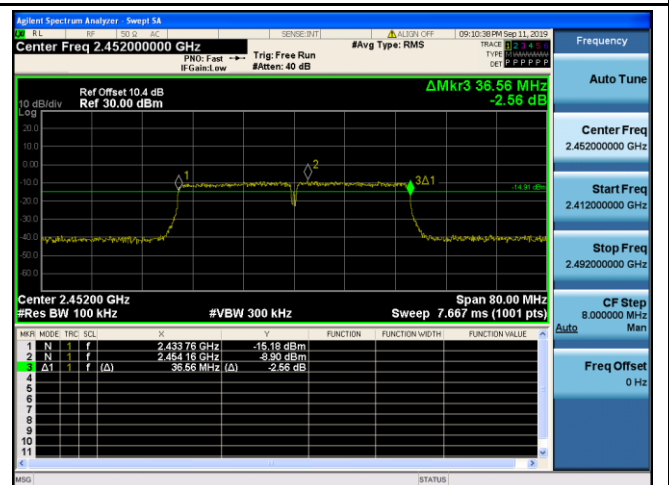 Agilent Spectrum Analyzer - Swept SA
RL RF 50 Ω AC SENSE:INT ALIGN OFF 09:10:38 PM Sep 11, 2019
Center Freq 2.452000000 GHz #Avg Type: RMS TRACE 1 2 3 4 5 6
PNO: Fast Trig: Free Run TYPE
IFGain:Low #Atten: 40 dB DET P P P P P P
Frequency
Auto Tune
Center Freq
2.452000000 GHz
Start Freq
2.412000000 GHz
Stop Freq
2.492000000 GHz
CF Step
8.000000 MHz
Auto Man
Freq Offset
0 Hz
ΔMkr3 36.56 MHz
-2.56 dB
Ref Offset 10.4 dB
10 dB/div Ref 30.00 dBm
Log
20.0
10.0
0.00
-10.0
-20.0
-30.0
-40.0
-50.0
-60.0
1
2
3Δ1
-14.91 dBm
Center 2.45200 GHz Span 80.00 MHz
#Res BW 100 kHz #VBW 300 kHz Sweep 7.667 ms (1001 pts)
MKR MODE TRC SCL X Y FUNCTION FUNCTION WIDTH FUNCTION VALUE
1 N 1 f 2.433 76 GHz -15.18 dBm
2 N 1 f 2.454 16 GHz -8.90 dBm
3 Δ1 1 f (Δ) 36.56 MHz (Δ) -2.56 dB
4
5
6
7
8
9
10
11
MSG STATUS